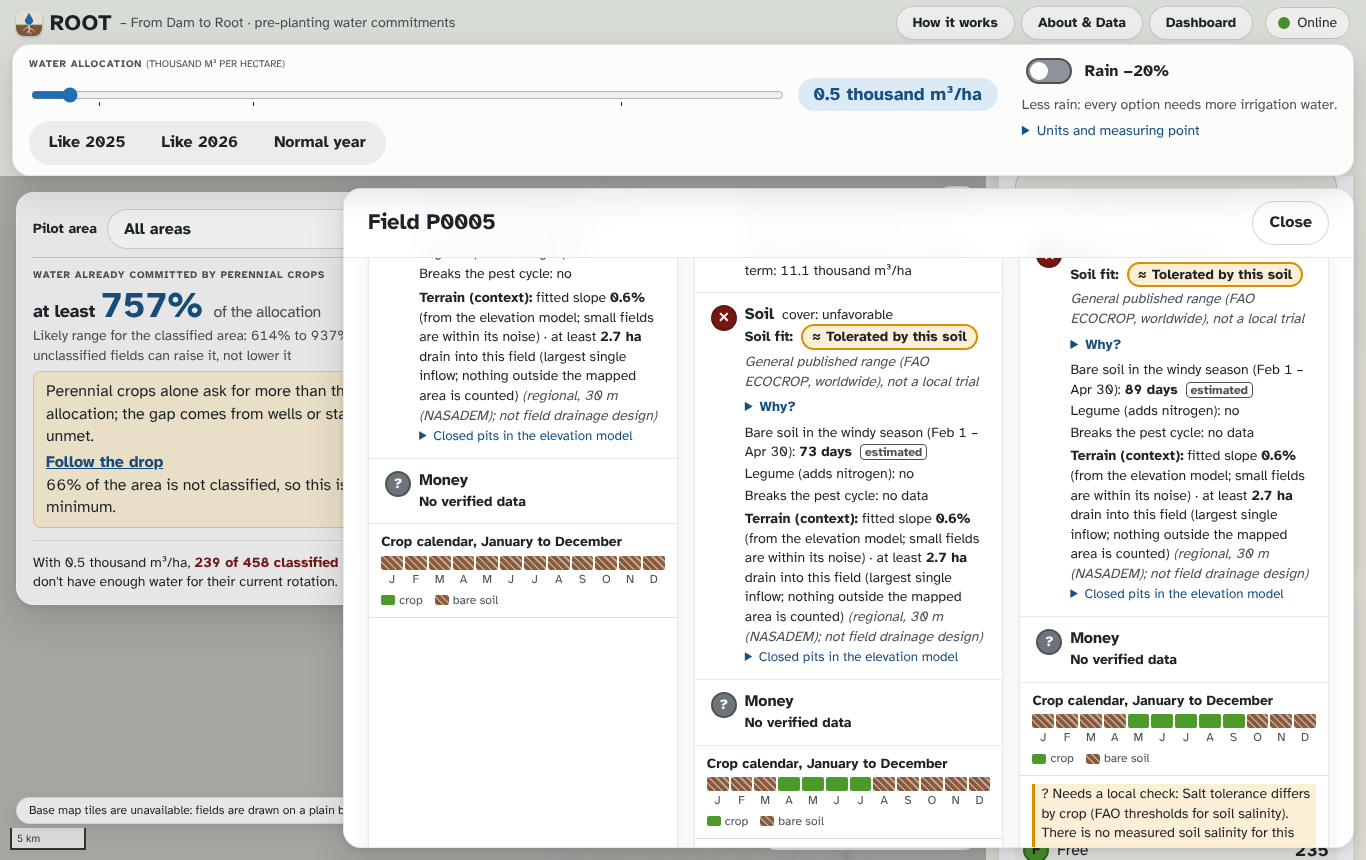 ROOT – From Dam to Root · pre-planting water commitments
How it works
About & Data
Dashboard
Online
WATER ALLOCATION (THOUSAND M³ PER HECTARE)
0.5 thousand m³/ha
Like 2025
Like 2026
Normal year
Rain −20%
Less rain: every option needs more irrigation water.
Units and measuring point
Pilot area
All areas
WATER ALREADY COMMITTED BY PERENNIAL CROPS
at least 757% of the allocation
Likely range for the classified area: 614% to 937%
unclassified fields can raise it, not lower it
Perennial crops alone ask for more than th
allocation; the gap comes from wells or sta
unmet.
Follow the drop
66% of the area is not classified, so this is
minimum.
With 0.5 thousand m³/ha, 239 of 458 classified
don't have enough water for their current rotation.
Base map tiles are unavailable: fields are drawn on a plain b
5 km
Field P0005
Close
Breaks the pest cycle: no
Terrain (context): fitted slope 0.6%
(from the elevation model; small fields
are within its noise) · at least 2.7 ha
drain into this field (largest single
inflow; nothing outside the mapped
area is counted) (regional, 30 m
(NASADEM); not field drainage design)
Closed pits in the elevation model
?
Money
No verified data
Crop calendar, January to December
J F M A M J J A S O N D
crop
bare soil
term: 11.1 thousand m³/ha
✕
Soil cover: unfavorable
Soil fit: ≈ Tolerated by this soil
General published range (FAO
ECOCROP, worldwide), not a local trial
Why?
Bare soil in the windy season (Feb 1 –
Apr 30): 73 days estimated
Legume (adds nitrogen): no
Breaks the pest cycle: no data
Terrain (context): fitted slope 0.6%
(from the elevation model; small fields
are within its noise) · at least 2.7 ha
drain into this field (largest single
inflow; nothing outside the mapped
area is counted) (regional, 30 m
(NASADEM); not field drainage design)
Closed pits in the elevation model
?
Money
No verified data
Crop calendar, January to December
J F M A M J J A S O N D
crop
bare soil
Soil fit: ≈ Tolerated by this soil
General published range (FAO
ECOCROP, worldwide), not a local trial
Why?
Bare soil in the windy season (Feb 1 –
Apr 30): 89 days estimated
Legume (adds nitrogen): no
Breaks the pest cycle: no data
Terrain (context): fitted slope 0.6%
(from the elevation model; small fields
are within its noise) · at least 2.7 ha
drain into this field (largest single
inflow; nothing outside the mapped
area is counted) (regional, 30 m
(NASADEM); not field drainage design)
Closed pits in the elevation model
?
Money
No verified data
Crop calendar, January to December
J F M A M J J A S O N D
crop
bare soil
? Needs a local check: Salt tolerance differs
by crop (FAO thresholds for soil salinity).
There is no measured soil salinity for this
Free
235